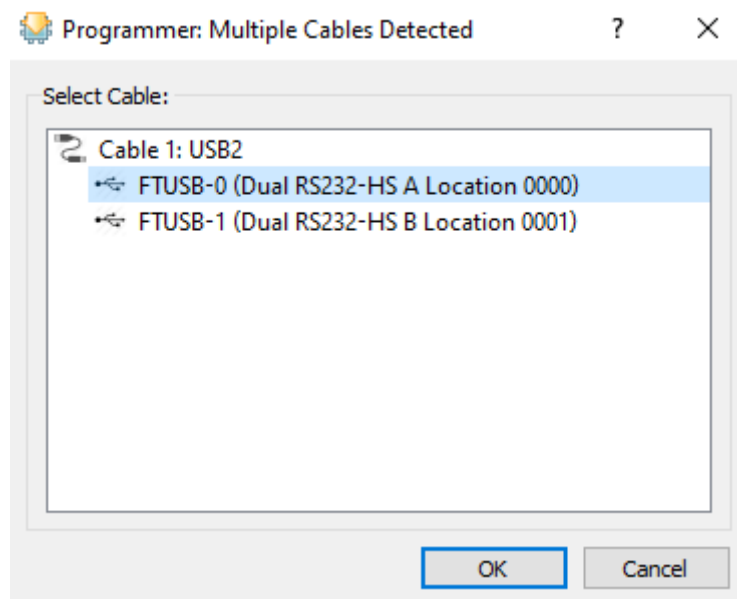 Programmer: Multiple Cables Detected ?
Select Cable:
Cable 1: USB2
FTUSB-0 (Dual RS232-HS A Location 0000)
FTUSB-1 (Dual RS232-HS B Location 0001)
OK Cancel